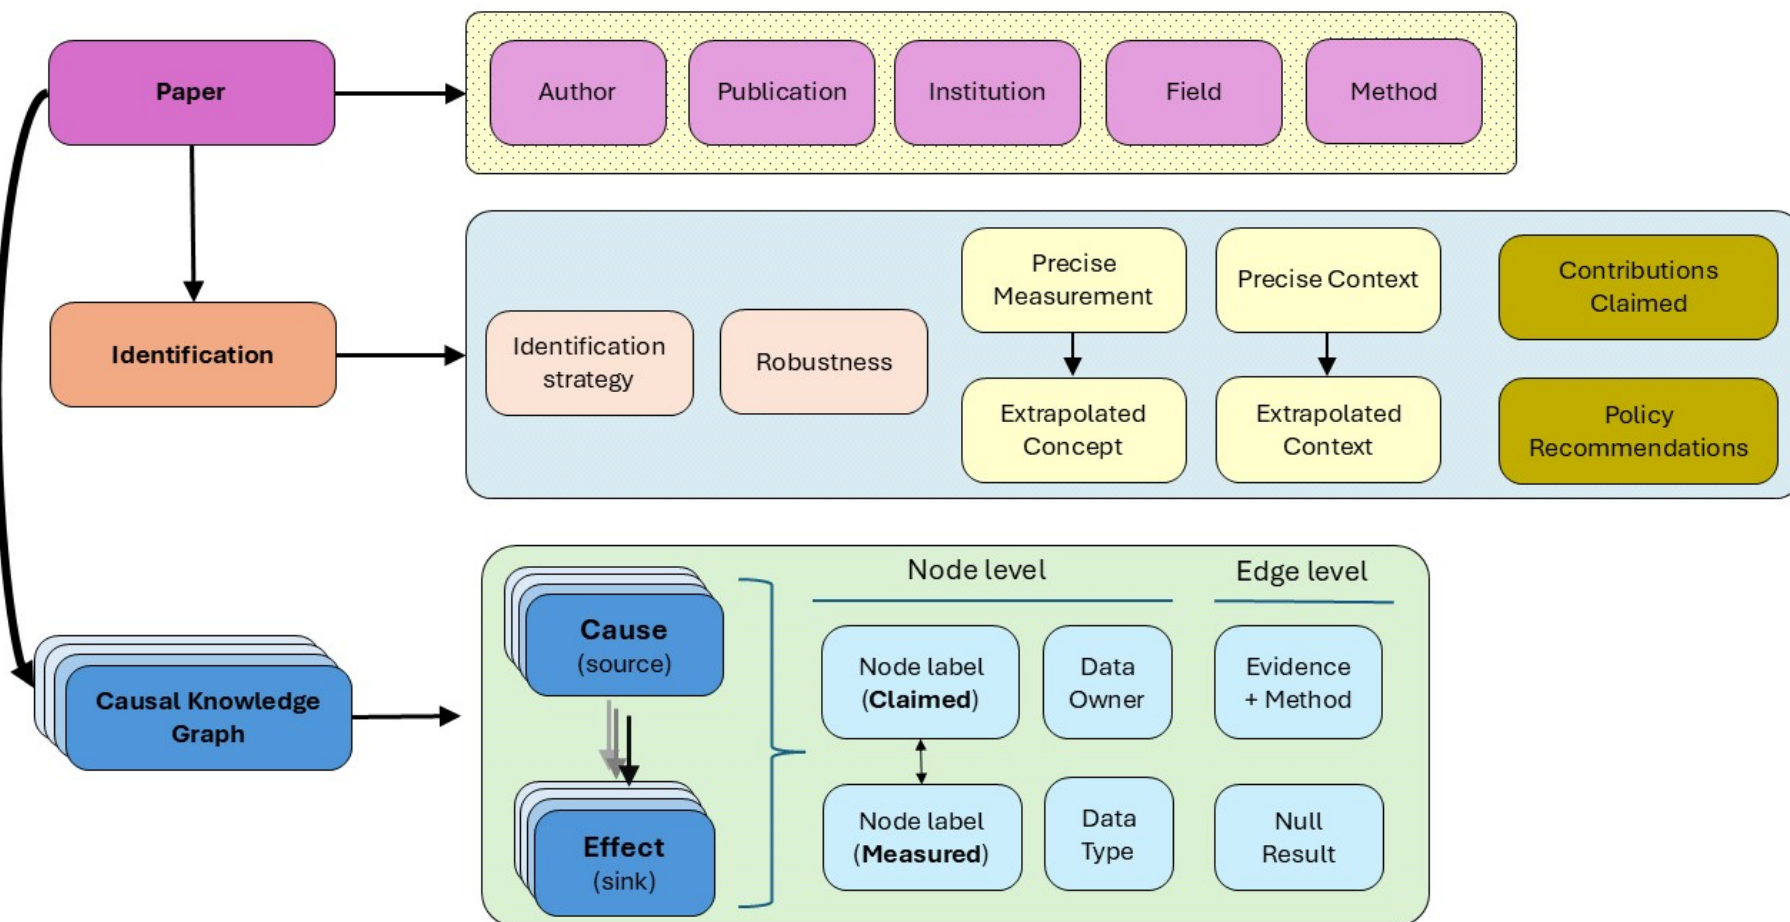 Paper
Author
Publication
Institution
Field
Method
Identification
Identification
strategy
Robustness
Precise
Measurement
Extrapolated
Concept
Precise Context
Extrapolated
Context
Contributions
Claimed
Policy
Recommendations
Causal Knowledge
Graph
Cause
(source)
Effect
(sink)
Node level
Node label
(Claimed)
Data
Owner
Node label
(Measured)
Data
Type
Edge level
Evidence
+ Method
Null
Result